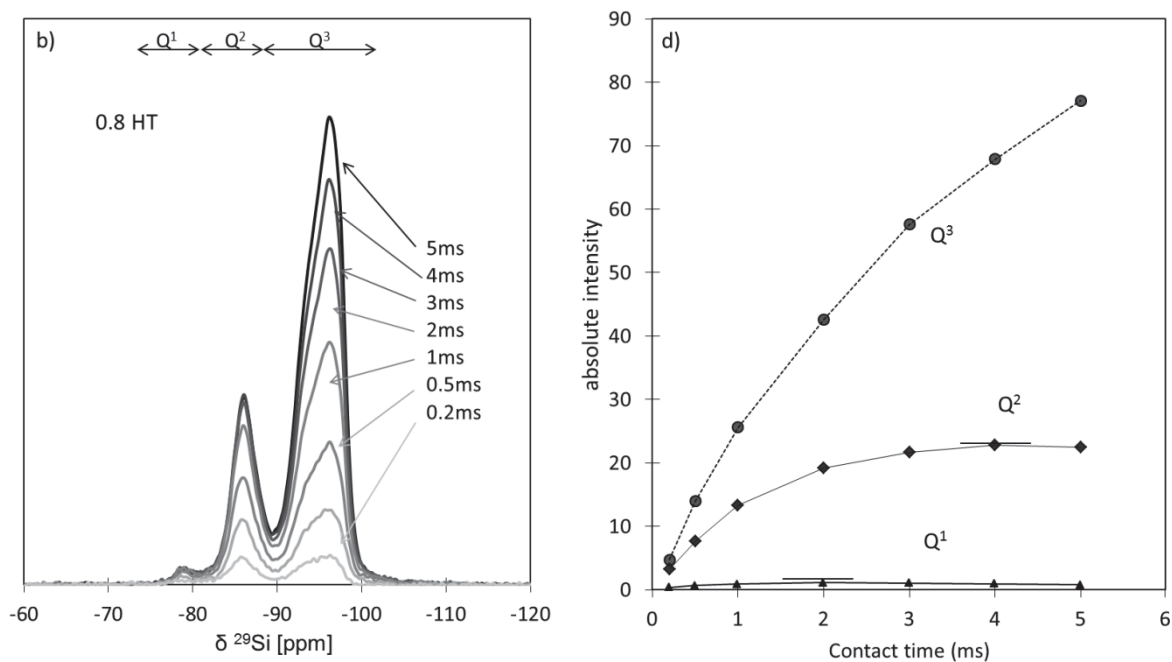 b)
Q¹ Q² Q³
0.8 HT
5ms
4ms
3ms
2ms
1ms
0.5ms
0.2ms
-60 -70 -80 -90 -100 -110 -120
δ ²⁹Si [ppm]
d)
absolute intensity
90
80
70
60
50
40
30
20
10
0
Q³
Q²
Q¹
0 1 2 3 4 5 6
Contact time (ms)